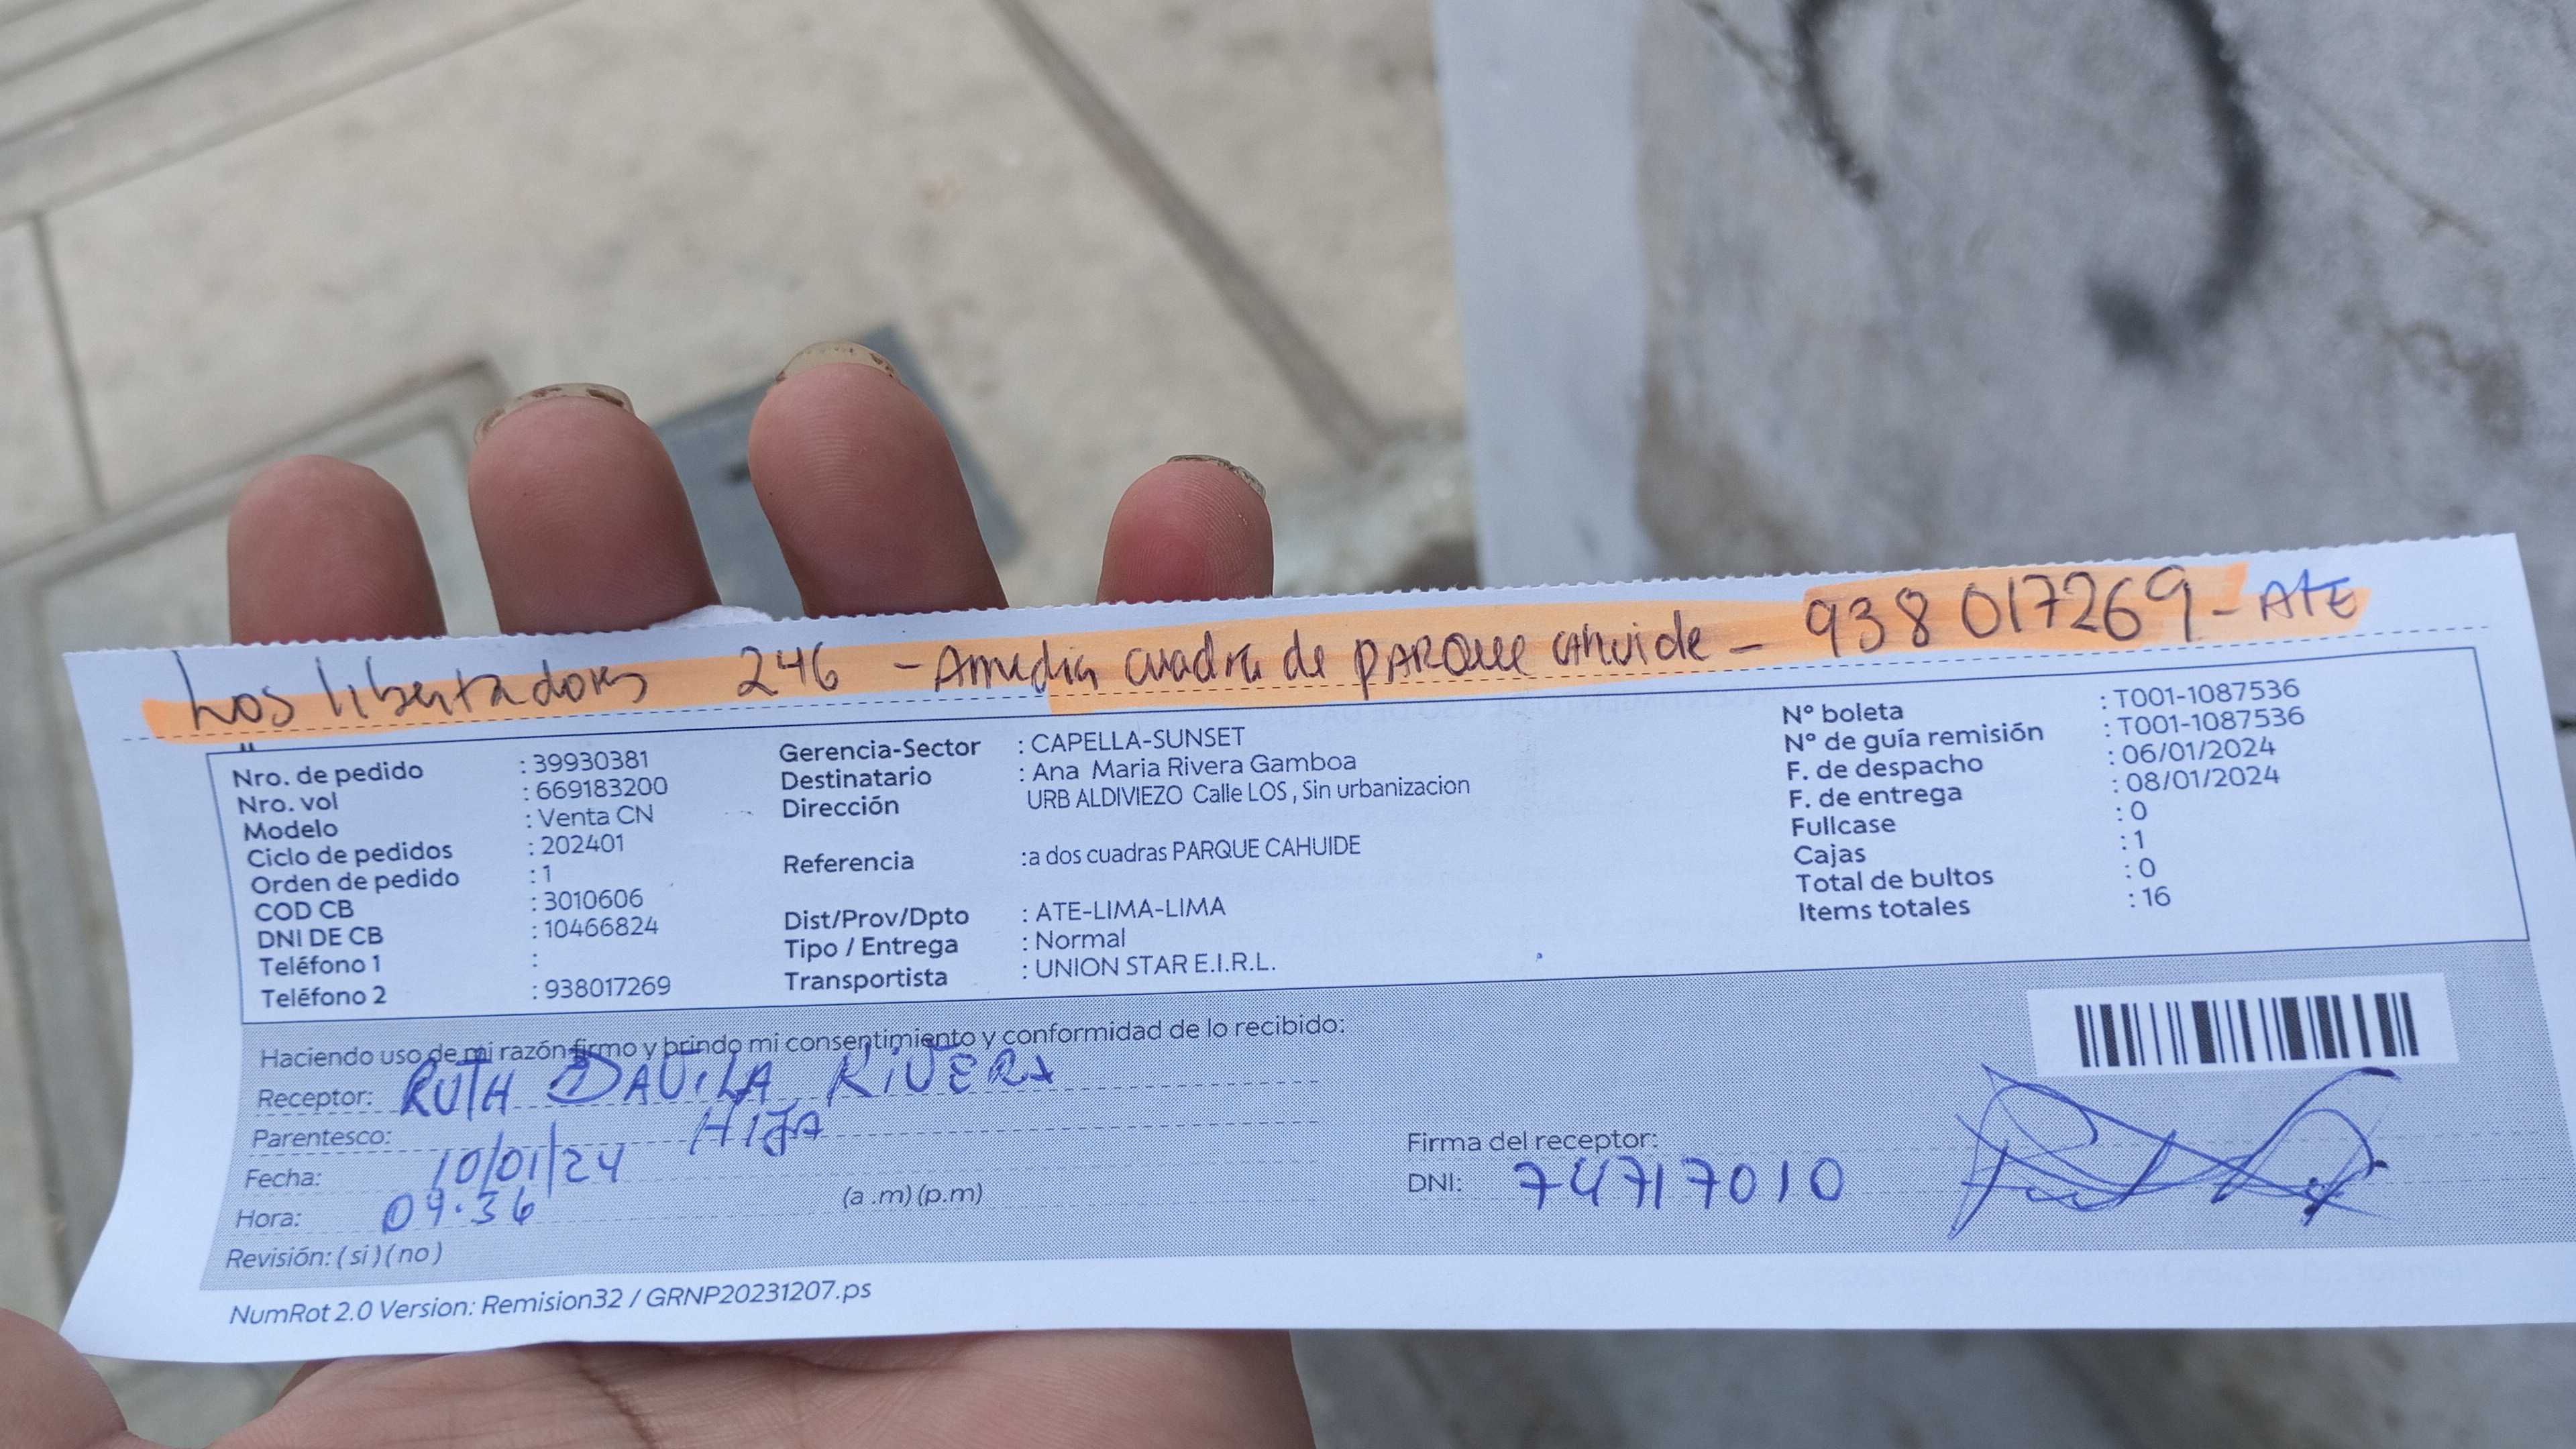 Los libertadores 246 - Amedia cuadra de PARQUE CAHUIDE - 938 017269 - ATE
Nro. de pedido : 39930381
Nro. vol : 669183200
Modelo : Venta CN
Ciclo de pedidos : 202401
Orden de pedido : 1
COD CB : 3010606
DNI DE CB : 10466824
Teléfono 1 :
Teléfono 2 : 938017269
Gerencia-Sector : CAPELLA-SUNSET
Destinatario : Ana Maria Rivera Gamboa
Dirección URB ALDIVIEZO Calle LOS , Sin urbanizacion
Referencia :a dos cuadras PARQUE CAHUIDE
Dist/Prov/Dpto : ATE-LIMA-LIMA
Tipo / Entrega : Normal
Transportista : UNION STAR E.I.R.L.
N° boleta : T001-1087536
N° de guía remisión : T001-1087536
F. de despacho : 06/01/2024
F. de entrega : 08/01/2024
Fullcase : 0
Cajas : 1
Total de bultos : 0
Items totales : 16
Haciendo uso de mi razón firmo y brindo mi consentimiento y conformidad de lo recibido:
Receptor: RUTH DAVILA RIVERA
Parentesco: HIJA
Fecha: 10/01/24
Hora: 09:36 (a .m) (p.m)
Revisión: ( si ) ( no )
Firma del receptor:
DNI: 74717010
NumRot 2.0 Version: Remision32 / GRNP20231207.ps